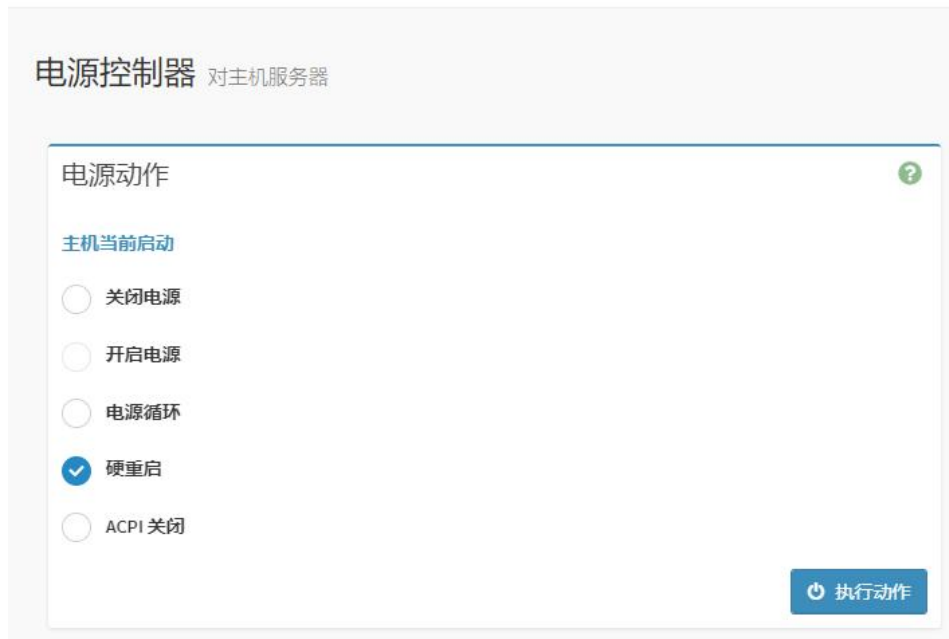 电源控制器 对主机服务器
电源动作
主机当前启动
关闭电源
开启电源
电源循环
硬重启
ACPI 关闭
执行动作